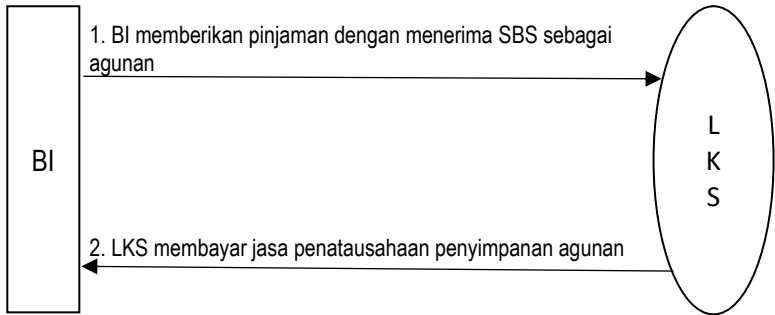 1. BI memberikan pinjaman dengan menerima SBS sebagai
agunan
BI
L
K
S
2. LKS membayar jasa penatausahaan penyimpanan agunan